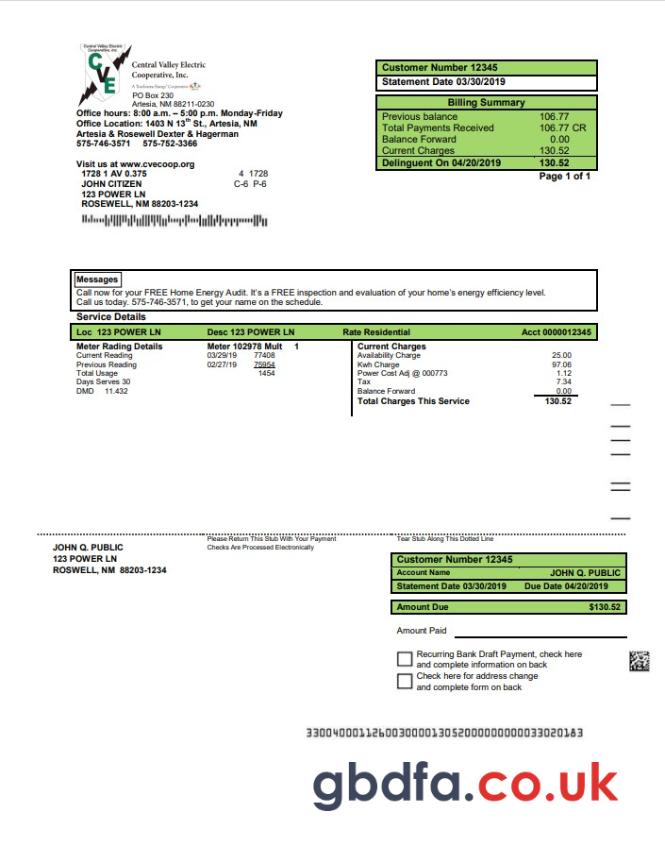 Central Valley Electric
Cooperative, Inc.
CVE
Central Valley Electric
Cooperative, Inc.
A Touchstone Energy® Cooperative
PO Box 230
Artesia, NM 88211-0230
Office hours: 8:00 a.m. – 5:00 p.m. Monday-Friday
Office Location: 1403 N 13th St., Artesia, NM
Artesia & Rosewell Dexter & Hagerman
575-746-3571 575-752-3366
Customer Number 12345
Statement Date 03/30/2019
Billing Summary
Previous balance 106.77
Total Payments Received 106.77 CR
Balance Forward 0.00
Current Charges 130.52
Delinguent On 04/20/2019 130.52
Page 1 of 1
Visit us at www.cvecoop.org
1728 1 AV 0.375 4 1728
JOHN CITIZEN C-6 P-6
123 POWER LN
ROSEWELL, NM 88203-1234
Messages
Call now for your FREE Home Energy Audit. It's a FREE inspection and evaluation of your home's energy efficiency level.
Call us today. 575-746-3571, to get your name on the schedule.
Service Details
Loc 123 POWER LN Desc 123 POWER LN Rate Residential Acct 0000012345
Meter Rading Details Meter 102978 Mult 1
Current Reading 03/29/19 77408
Previous Reading 02/27/19 75954
Total Usage 1454
Days Serves 30
DMD 11.432
Current Charges
Availability Charge 25.00
Kwh Charge 97.06
Power Cost Adj @ 000773 1.12
Tax 7.34
Balance Forward 0.00
Total Charges This Service 130.52
Please Return This Stub With Your Payment Tear Stub Along This Dotted Line
Checks Are Processed Electronically
JOHN Q. PUBLIC
123 POWER LN
ROSWELL, NM 88203-1234
Customer Number 12345
Account Name JOHN Q. PUBLIC
Statement Date 03/30/2019 Due Date 04/20/2019
Amount Due $130.52
Amount Paid
Recurring Bank Draft Payment, check here
and complete information on back
Check here for address change
and complete form on back
330040001126003000013052000000000033020183
gbdfa.co.uk